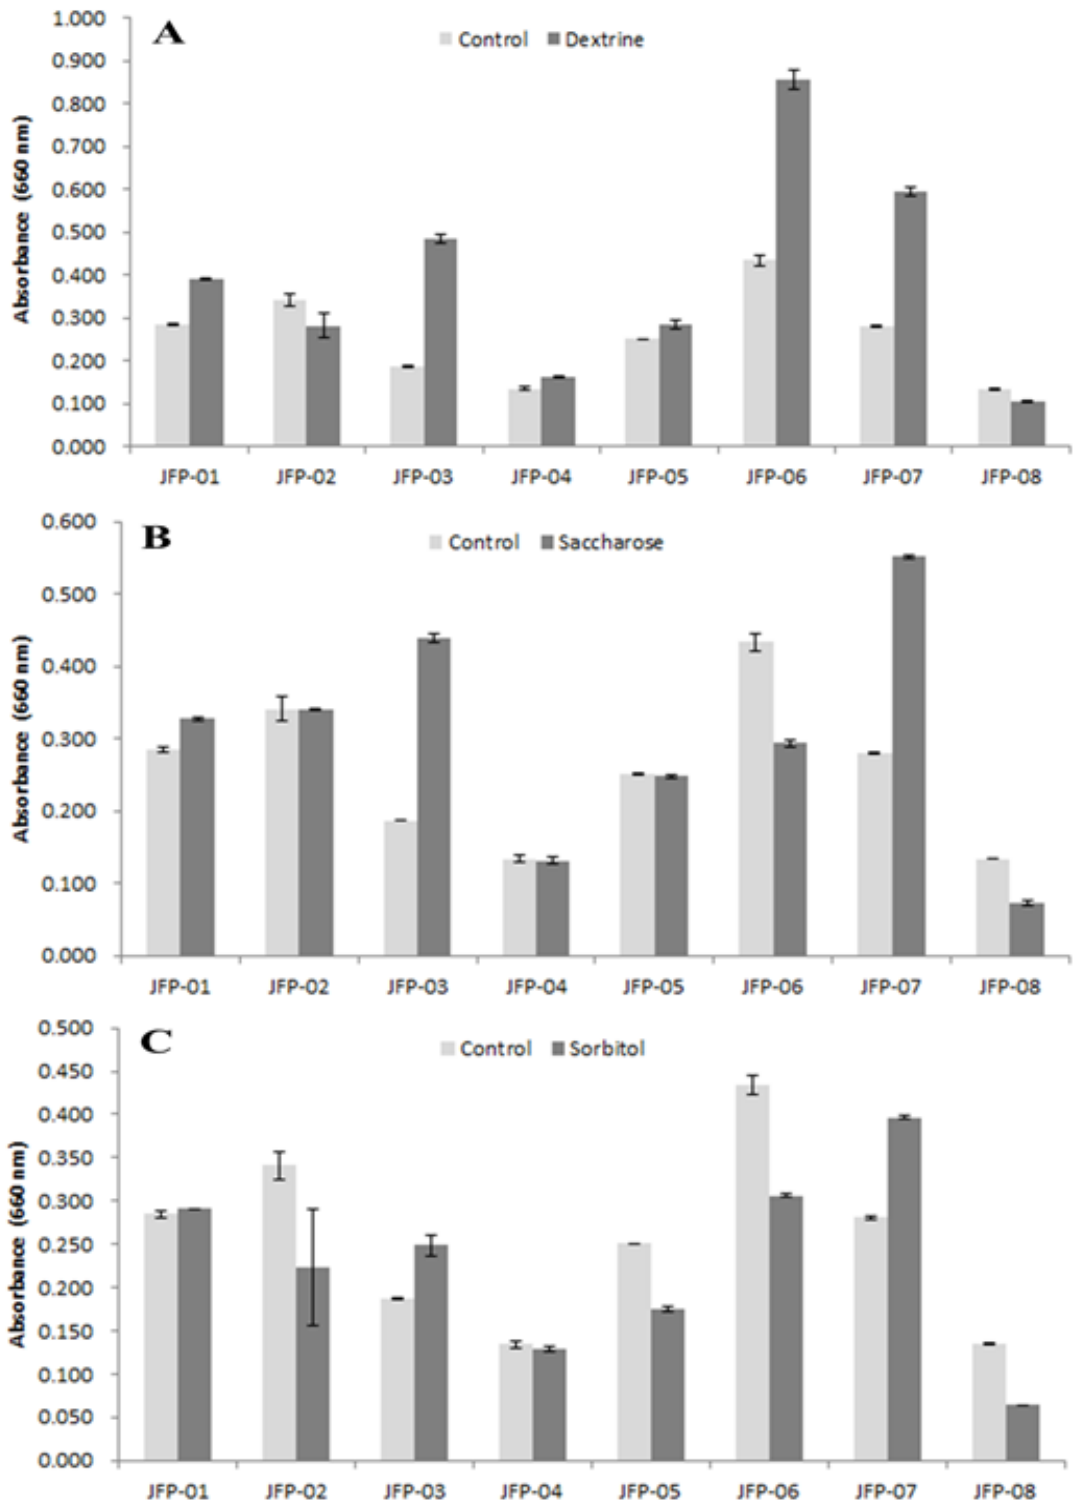 A
Control Dextrine
Absorbance (660 nm)
1.000
0.900
0.800
0.700
0.600
0.500
0.400
0.300
0.200
0.100
0.000
JFP-01 JFP-02 JFP-03 JFP-04 JFP-05 JFP-06 JFP-07 JFP-08
B
Control Saccharose
Absorbance (660 nm)
0.600
0.500
0.400
0.300
0.200
0.100
0.000
JFP-01 JFP-02 JFP-03 JFP-04 JFP-05 JFP-06 JFP-07 JFP-08
C
Control Sorbitol
Absorbance (660 nm)
0.500
0.450
0.400
0.350
0.300
0.250
0.200
0.150
0.100
0.050
0.000
JFP-01 JFP-02 JFP-03 JFP-04 JFP-05 JFP-06 JFP-07 JFP-08